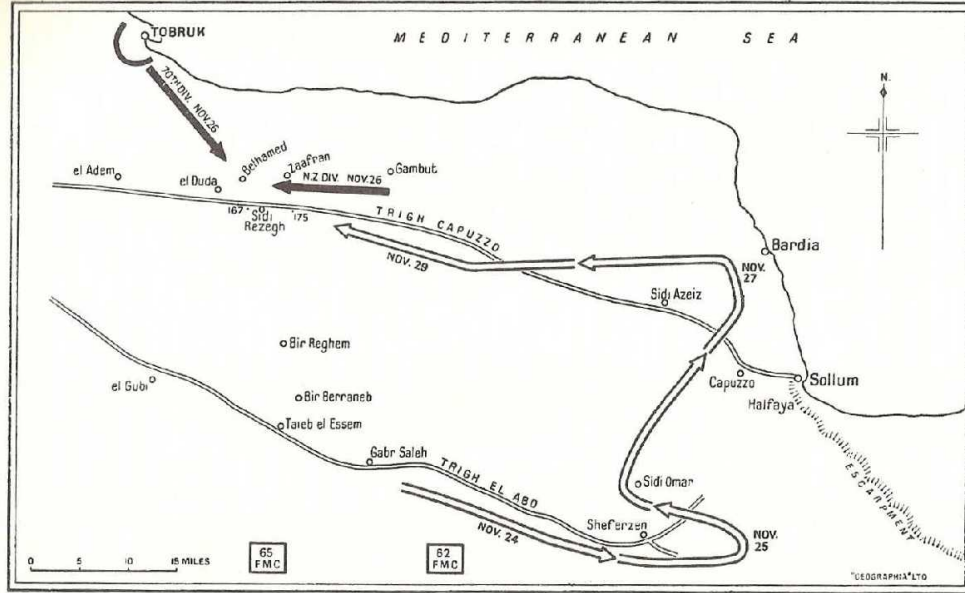 TOBRUK
MEDITERRANEAN SEA
N.
70TH DIV. NOV. 26
Belhamed
Zaafran
Gambut
el Adem
el Duda
N.Z DIV. NOV.26
167
Sidi
Rezegh
175
TRIGH CAPUZZO
Bardia
NOV. 29
NOV.
27
Sidi Azeiz
Bir Reghem
el Gubi
Capuzzo
Sollum
Halfaya
Bir Berraneb
Taieb el Essem
Gabr Saleh
TRIGH EL ABD
Sidi Omar
ESCARPMENT
Sheferzen
NOV. 24
NOV.
25
0 5 10 15 MILES
65
FMC
62
FMC
"GEOGRAPHIA" LTD